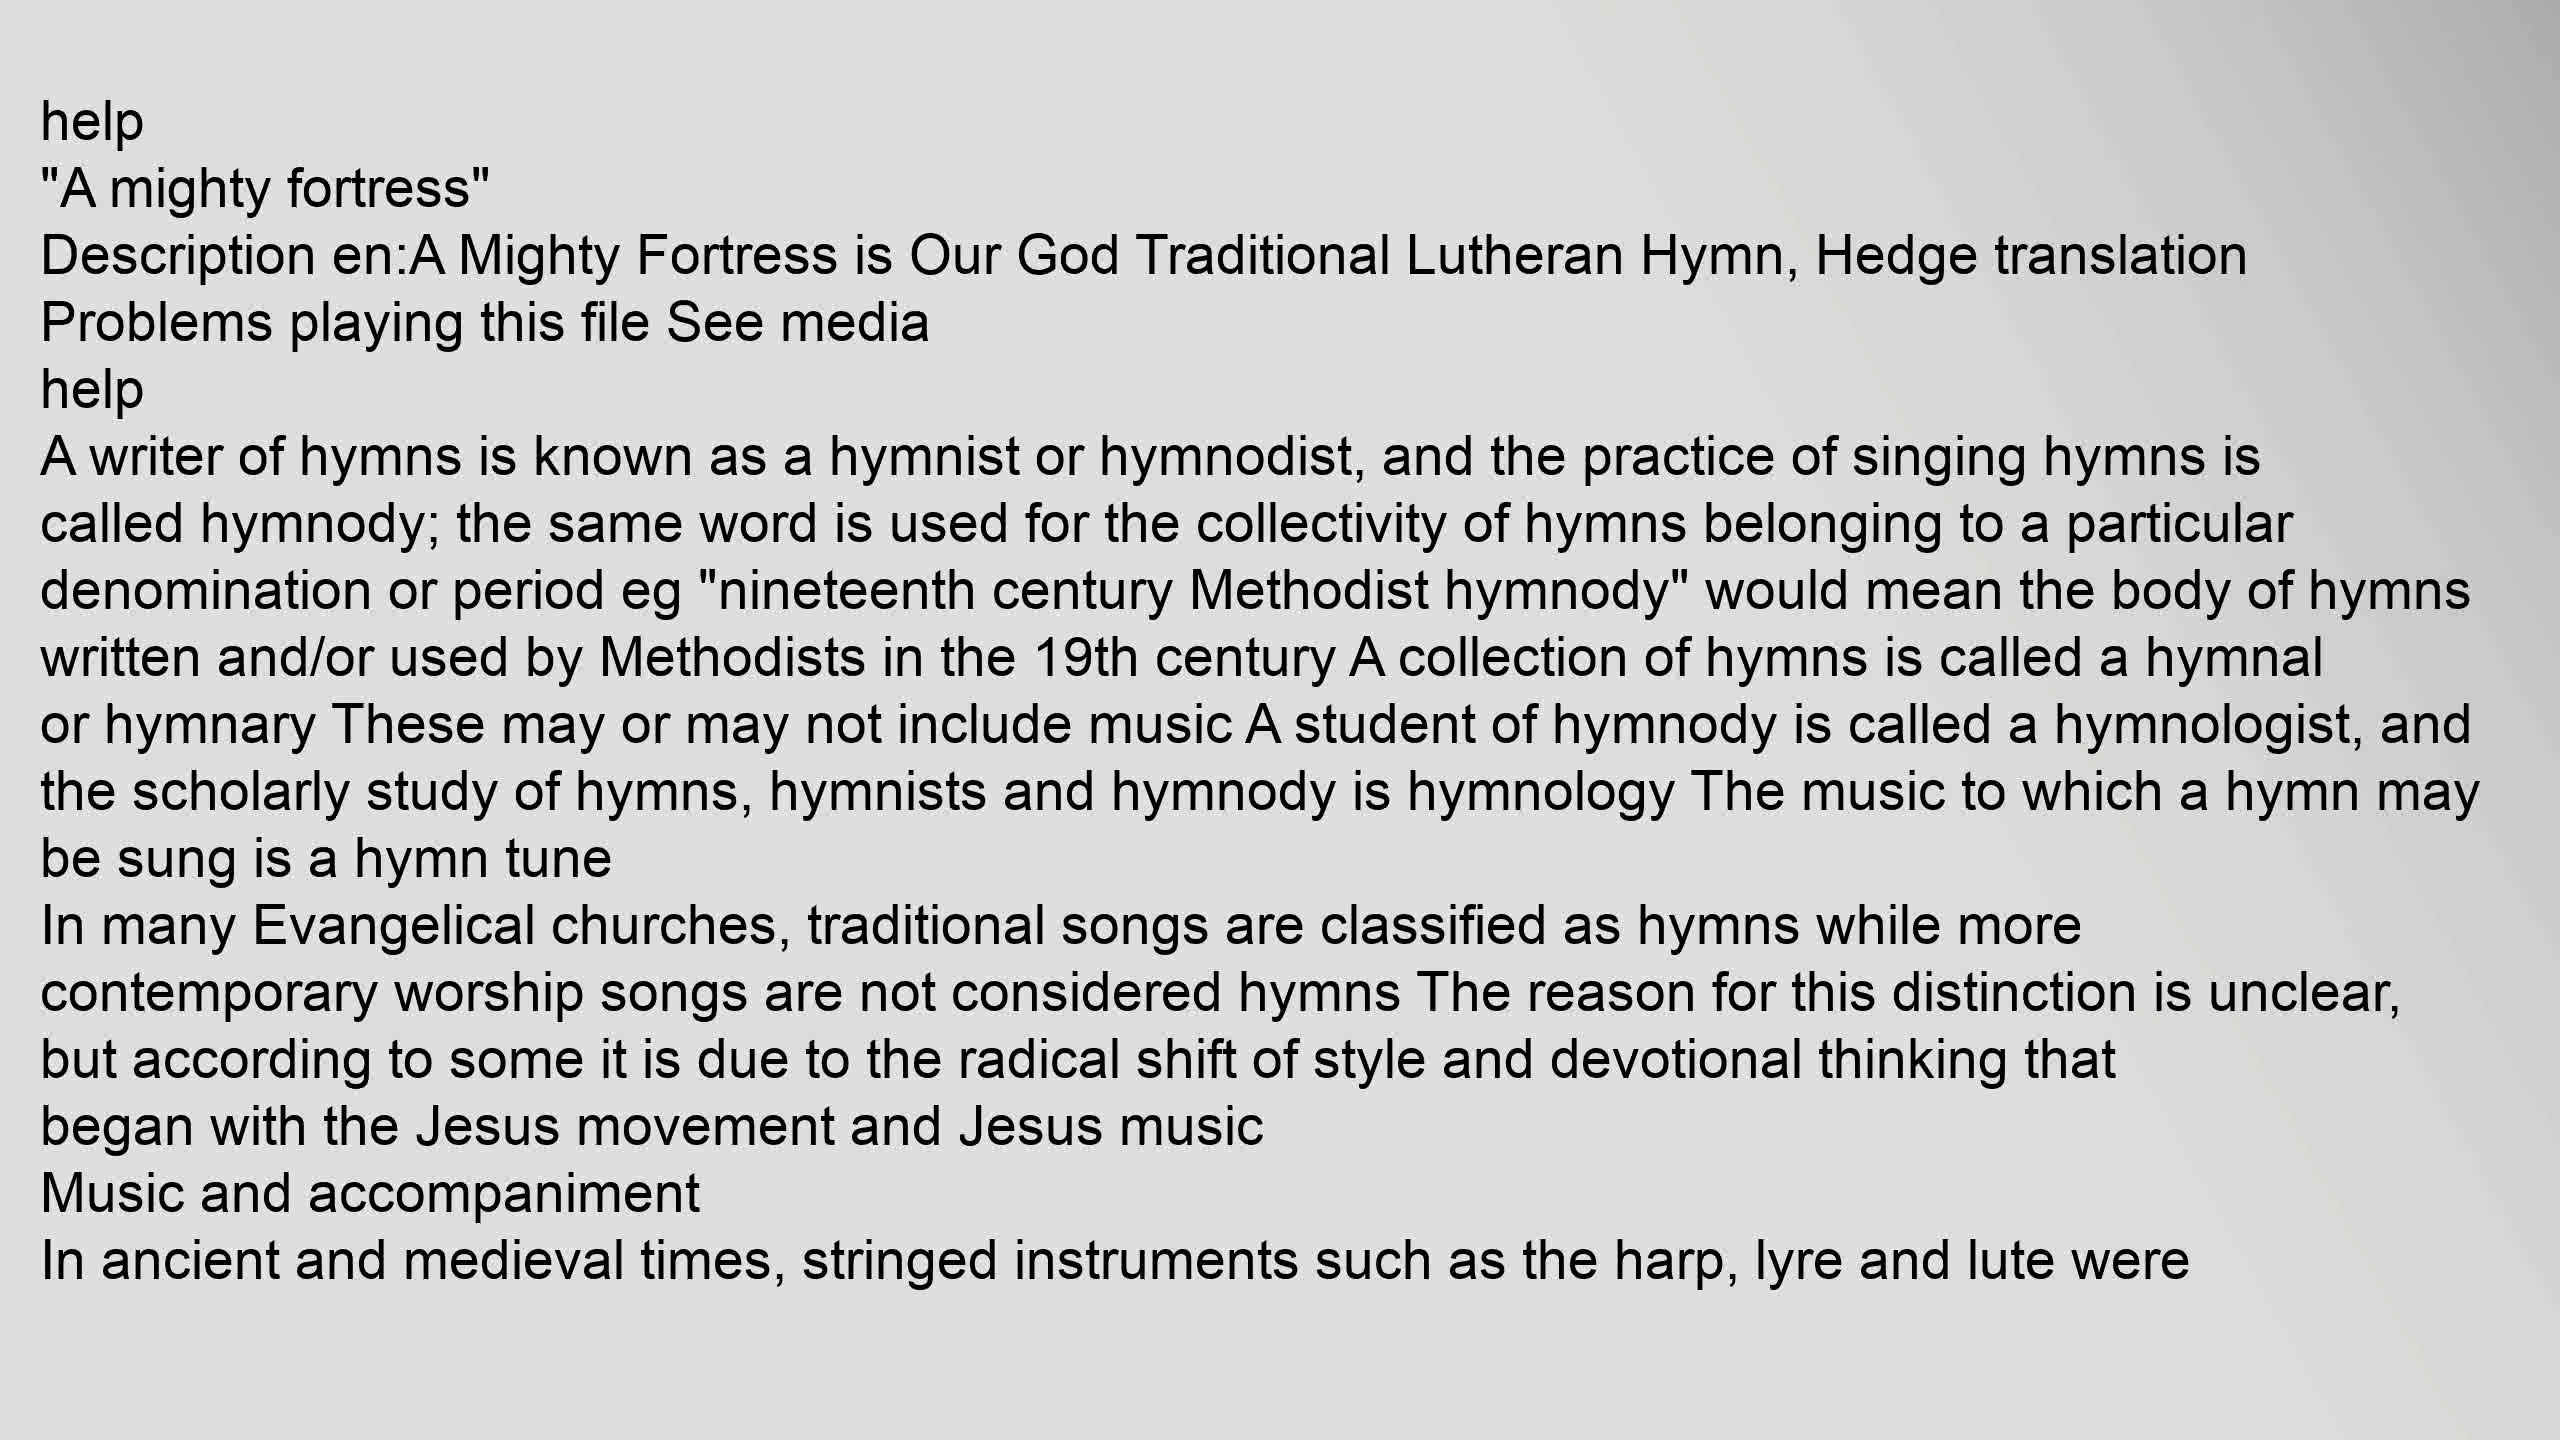 help
"A mighty fortress"
Description en:A Mighty Fortress is Our God Traditional Lutheran Hymn, Hedge translation
Problems playing this file See media
help
A writer of hymns is known as a hymnist or hymnodist, and the practice of singing hymns is
called hymnody; the same word is used for the collectivity of hymns belonging to a particular
denomination or period eg "nineteenth century Methodist hymnody" would mean the body of hymns
written and/or used by Methodists in the 19th century A collection of hymns is called a hymnal
or hymnary These may or may not include music A student of hymnody is called a hymnologist, and
the scholarly study of hymns, hymnists and hymnody is hymnology The music to which a hymn may
be sung is a hymn tune
In many Evangelical churches, traditional songs are classified as hymns while more
contemporary worship songs are not considered hymns The reason for this distinction is unclear,
but according to some it is due to the radical shift of style and devotional thinking that
began with the Jesus movement and Jesus music
Music and accompaniment
In ancient and medieval times, stringed instruments such as the harp, lyre and lute were